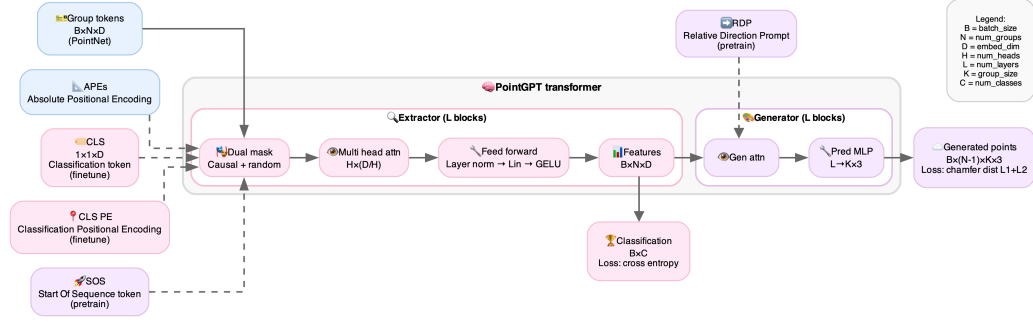 Group tokens
B×N×D
(PointNet)
APEs
Absolute Positional Encoding
CLS
1×1×D
Classification token
(finetune)
CLS PE
Classification Positional Encoding
(finetune)
SOS
Start Of Sequence token
(pretrain)
RDP
Relative Direction Prompt
(pretrain)
PointGPT transformer
Extractor (L blocks)
Dual mask
Causal + random
Multi head attn
H×(D/H)
Feed forward
Layer norm → Lin → GELU
Features
B×N×D
Generator (L blocks)
Gen attn
Pred MLP
L→K×3
Generated points
B×(N-1)×K×3
Loss: chamfer dist L1+L2
Classification
B×C
Loss: cross entropy
Legend:
B = batch_size
N = num_groups
D = embed_dim
H = num_heads
L = num_layers
K = group_size
C = num_classes